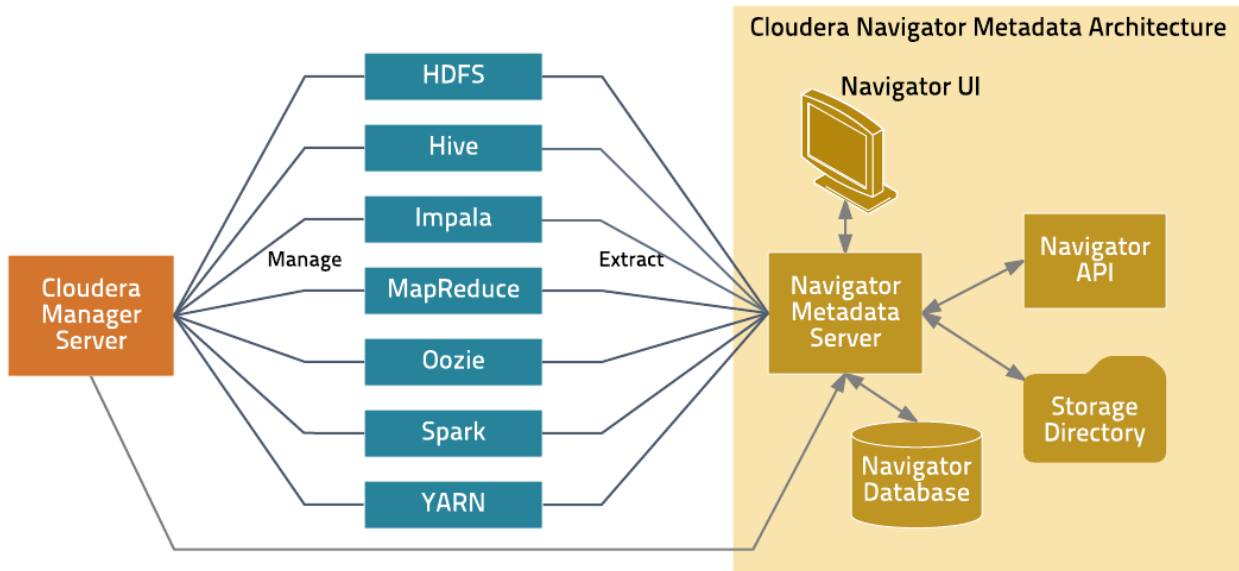 Cloudera Navigator Metadata Architecture
Navigator UI
HDFS
Hive
Impala
Manage
Extract
MapReduce
Oozie
Spark
YARN
Cloudera
Manager
Server
Navigator
Metadata
Server
Navigator
API
Storage
Directory
Navigator
Database